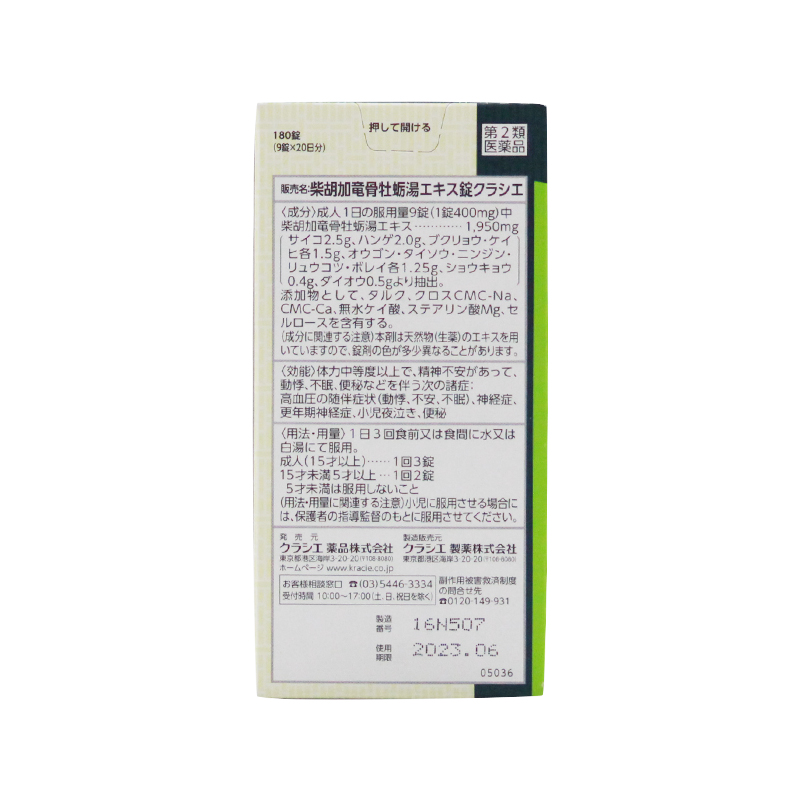 押して開ける
180錠
(9錠×20日分)
第2類
医薬品
販売名:柴胡加竜骨牡蛎湯エキス錠クラシエ
〈成分〉成人1日の服用量9錠(1錠400mg)中
柴胡加竜骨牡蛎湯エキス…………1,950mg
サイコ2.5g、ハンゲ2.0g、ブクリョウ・ケイ
ヒ各1.5g、オウゴン・タイソウ・ニンジン・
リュウコツ・ボレイ各1.25g、ショウキョウ
0.4g、ダイオウ0.5gより抽出。
添加物として、タルク、クロスCMC-Na、
CMC-Ca、無水ケイ酸、ステアリン酸Mg、セ
ルロースを含有する。
(成分に関連する注意)本剤は天然物(生薬)のエキスを用
いていますので、錠剤の色が多少異なることがあります。
〈効能〉体力中等度以上で、精神不安があって、
動悸、不眠、便秘などを伴う次の諸症:
高血圧の随伴症状(動悸、不安、不眠)、神経症、
更年期神経症、小児夜泣き、便秘
〈用法・用量〉1日3回食前又は食間に水又は
白湯にて服用。
成人(15才以上)……1回3錠
15才未満5才以上…1回2錠
5才未満は服用しないこと
(用法・用量に関連する注意)小児に服用させる場合に
は、保護者の指導監督のもとに服用させてください。
発売元
クラシエ 薬品株式会社
東京都港区海岸3-20-20(〒108-8080)
ホームページ www.kracie.co.jp
製造販売元
クラシエ 製薬株式会社
東京都港区海岸3-20-20(〒108-8080)
お客様相談窓口 ☎(03)5446-3334
受付時間 10:00〜17:00(土、日、祝日を除く)
副作用被害救済制度
の問合せ先
☎0120-149-931
製造
番号 16N507
使用
期限 2023.06
05036